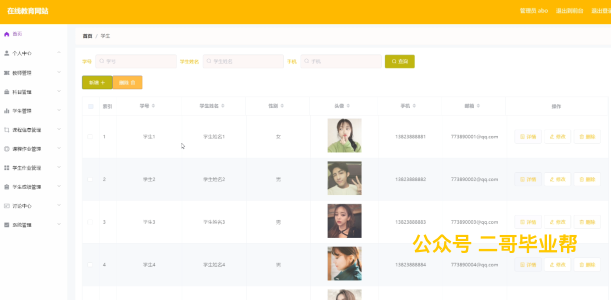 在线教育网站
管理员 abo 退出到前台 退出登录
首页
首页 / 学生
个人中心
教师管理
科目管理
学生管理
课程信息管理
课程作业管理
学生作业管理
学生成绩管理
讨论中心
系统管理
学号 学号 学生姓名 学生姓名 手机 手机 查询
新增 删除
索引 学号 学生姓名 性别 头像 手机 邮箱 操作
1 学生1 学生姓名1 女 13823888881 773890001@qq.com 详情 修改 删除
2 学生2 学生姓名2 男 13823888882 773890002@qq.com 详情 修改 删除
3 学生3 学生姓名3 男 13823888883 773890003@qq.com 详情 修改 删除
4 学生4 学生姓名4 男 13823888884 773890004@qq.com 详情 修改 删除
公众号 二哥毕业帮